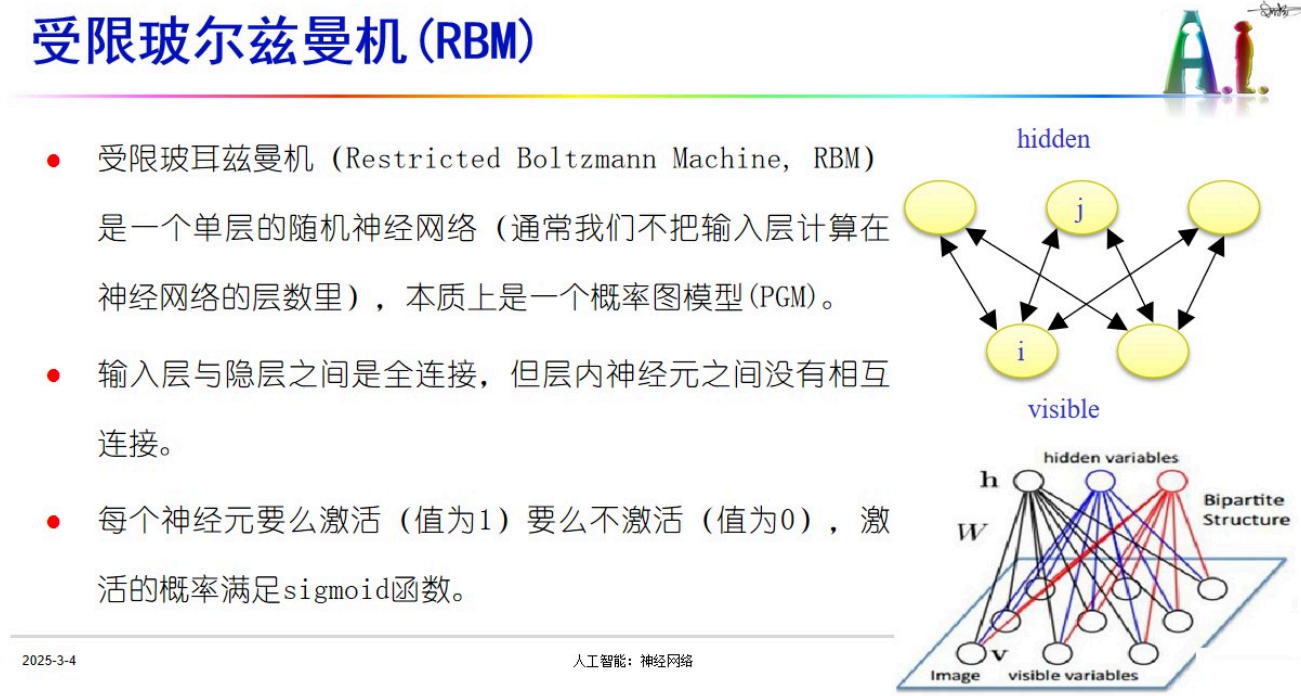 受限玻尔兹曼机(RBM)
A.I.
受限玻耳兹曼机（Restricted Boltzmann Machine, RBM）
是一个单层的随机神经网络（通常我们不把输入层计算在
神经网络的层数里），本质上是一个概率图模型(PGM)。
输入层与隐层之间是全连接，但层内神经元之间没有相互
连接。
每个神经元要么激活（值为1）要么不激活（值为0），激
活的概率满足sigmoid函数。
hidden
j
i
visible
hidden variables
h
Bipartite
Structure
W
v
Image visible variables
2025-3-4
人工智能：神经网络